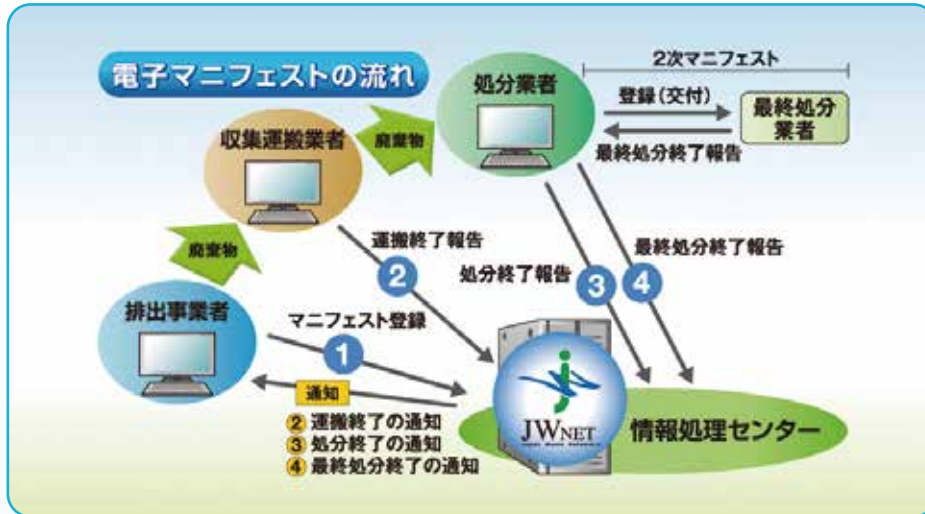 電子マニフェストの流れ
処分業者
2次マニフェスト
登録(交付)
最終処分
業者
最終処分終了報告
収集運搬業者
廃棄物
廃棄物
運搬終了報告
2
処分終了報告
3
最終処分終了報告
4
排出事業者
マニフェスト登録
1
通知
② 運搬終了の通知
③ 処分終了の通知
④ 最終処分終了の通知
JWNET
情報処理センター